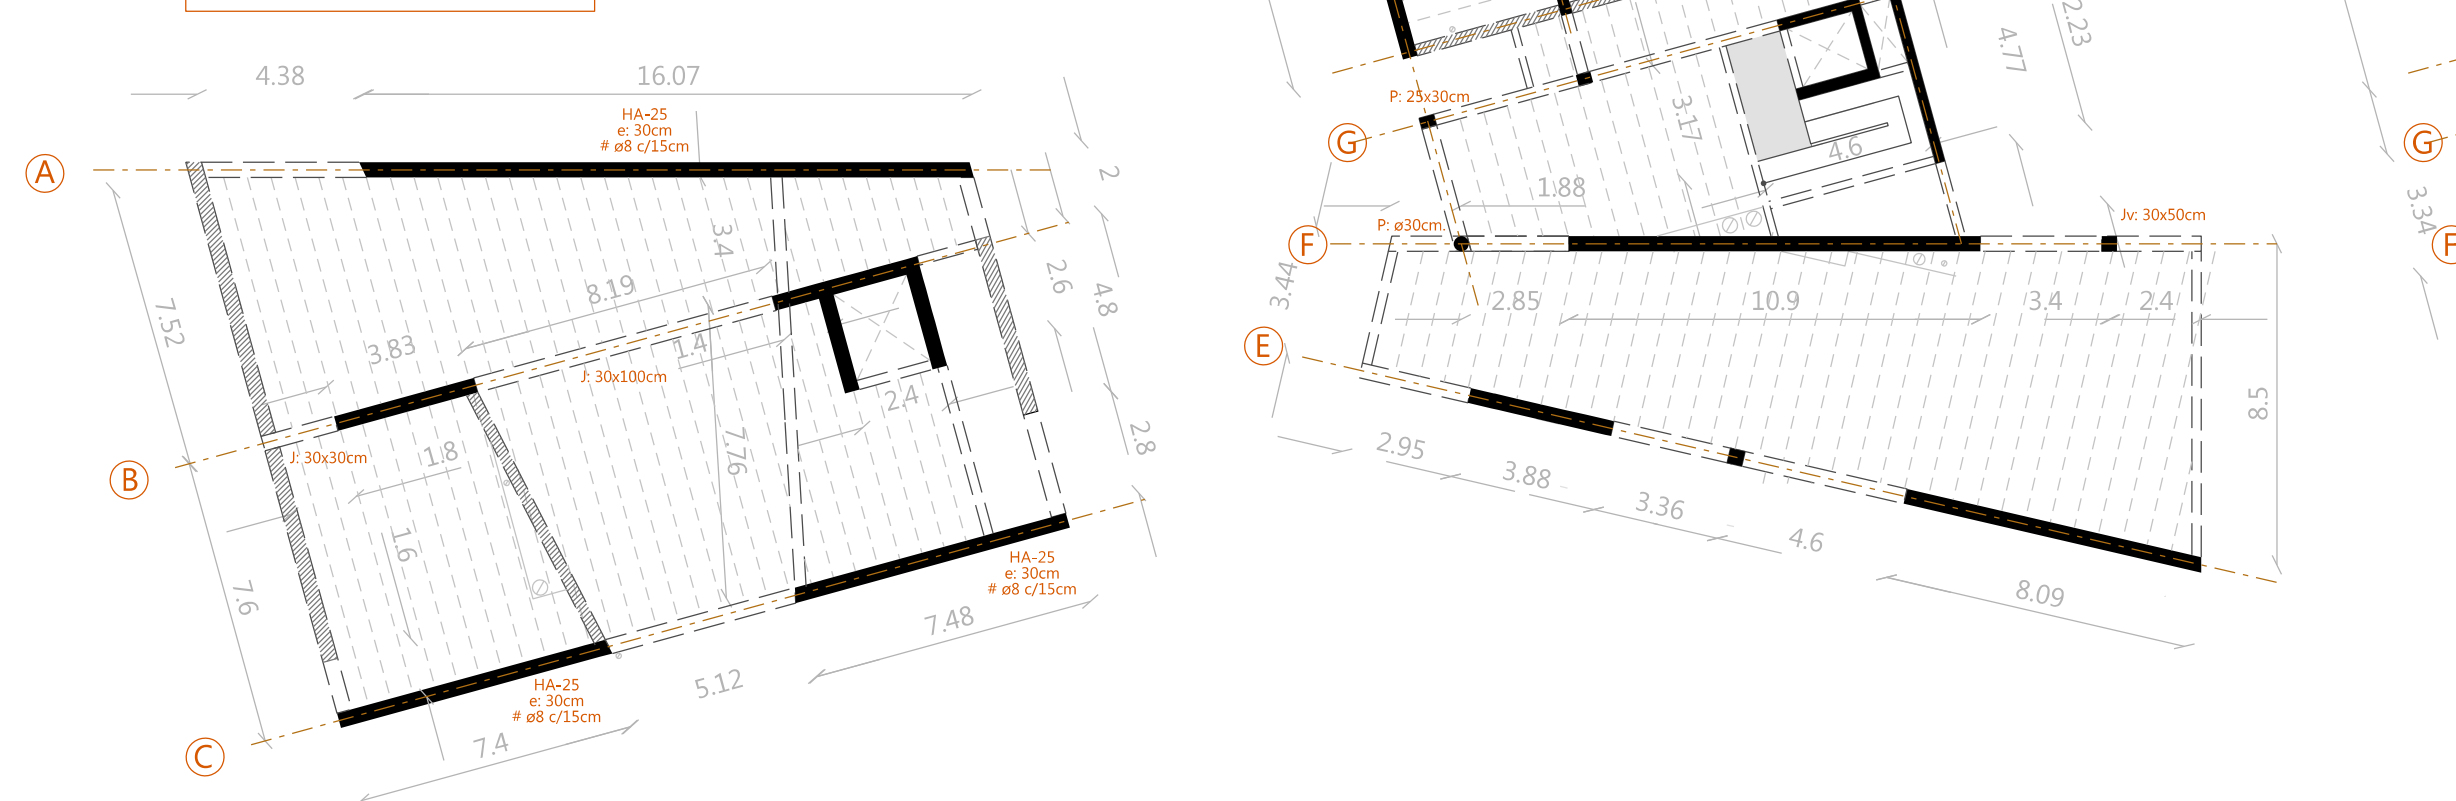 4.38
16.07
HA-25
e: 30cm
# ø8 c/15cm
A
2
3.4
2.6
4.8
8.19
7.52
3.83
1.4
J: 30x100cm
2.4
J: 30x30cm
1.8
B
7.76
2.8
1.6
7.6
HA-25
e: 30cm
# ø8 c/15cm
7.48
5.12
HA-25
e: 30cm
# ø8 c/15cm
7.4
C
2.23
4.77
P: 25x30cm
3.17
G
4.6
1.88
P: ø30cm.
Jv: 30x50cm
F
3.44
2.85
10.9
3.4
2.4
E
8.5
2.95
3.88
3.36
4.6
8.09
G
3.34
F